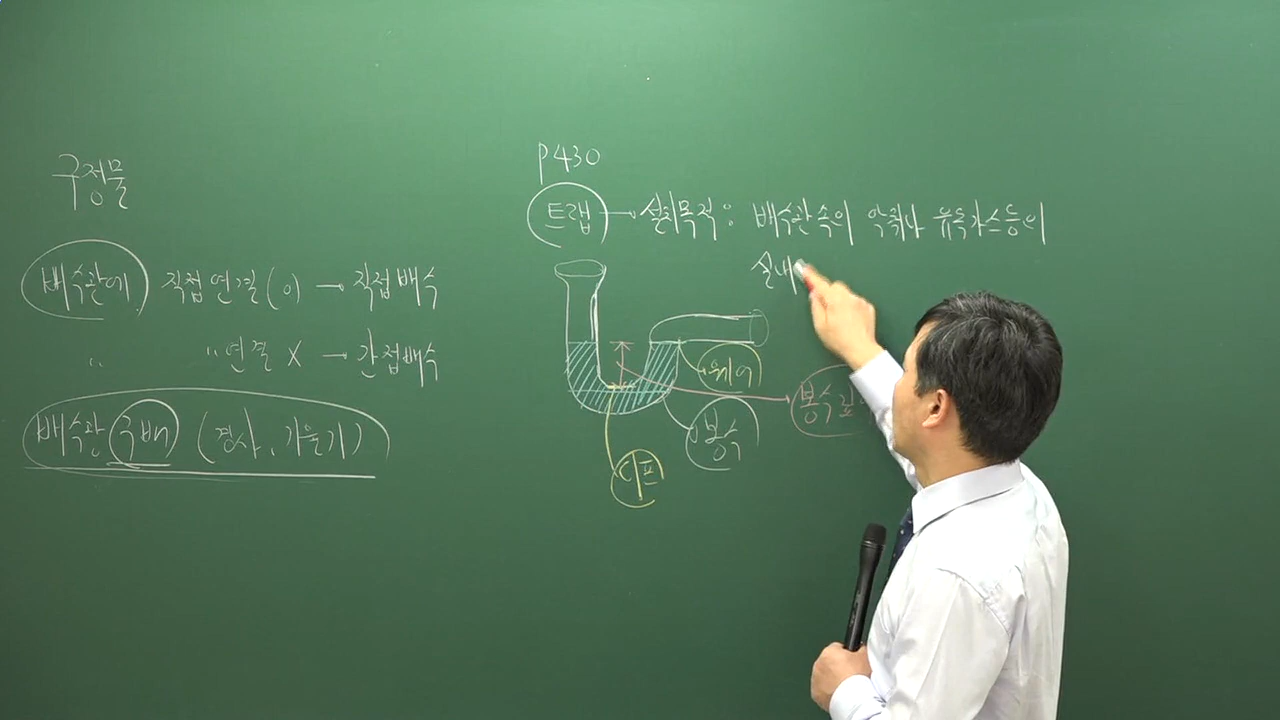 구정물
배수관에 직접연결(이) → 직접배수
〃 〃연결 X → 간접배수
배수관 구배 (경사, 기울기)
P430
트랩 → 설치목적 : 배수관속의 악취나 유독가스등이
실내
웨어
봉수
디프